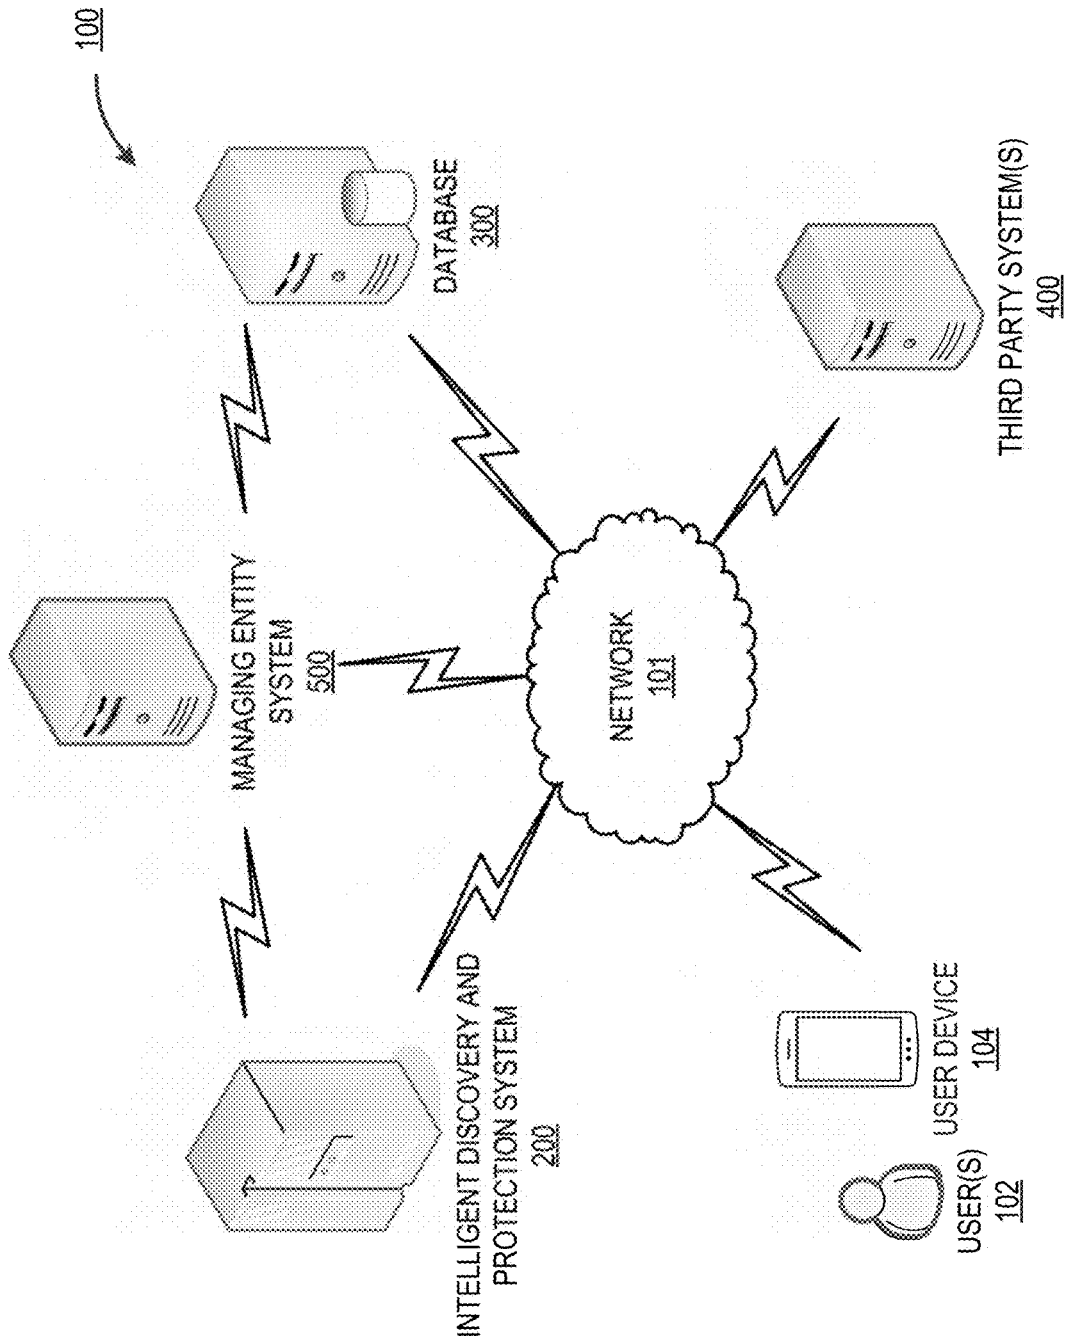 100
MANAGING ENTITY
SYSTEM
500
INTELLIGENT DISCOVERY AND
PROTECTION SYSTEM
200
DATABASE
300
NETWORK
101
USER(S)
102
USER DEVICE
104
THIRD PARTY SYSTEM(S)
400